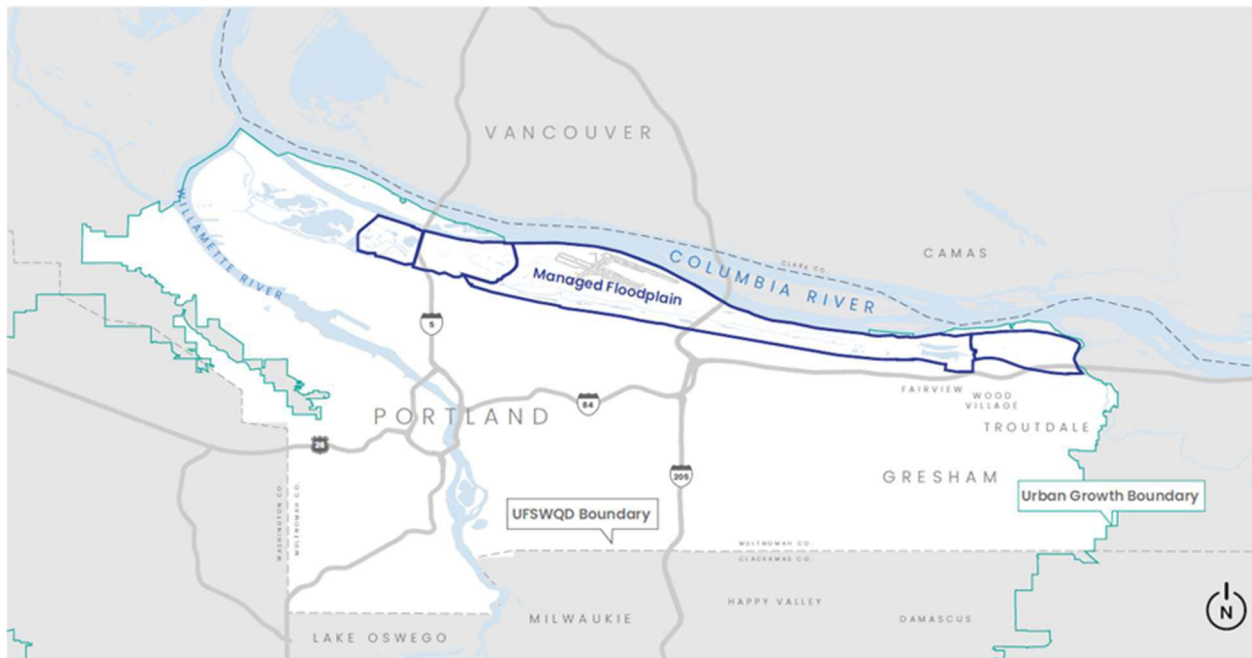 VANCOUVER
WILLAMETTE RIVER
COLUMBIA RIVER
CLARK CO.
CAMAS
Managed Floodplain
5
FAIRVIEW
WOOD
VILLAGE
TROUTDALE
PORTLAND
84
26
205
GRESHAM
Urban Growth Boundary
UFSWQD Boundary
WASHINGTON CO.
MULTNOMAH CO.
MULTNOMAH CO.
CLACKAMAS CO.
HAPPY VALLEY
MILWAUKIE
DAMASCUS
LAKE OSWEGO
N